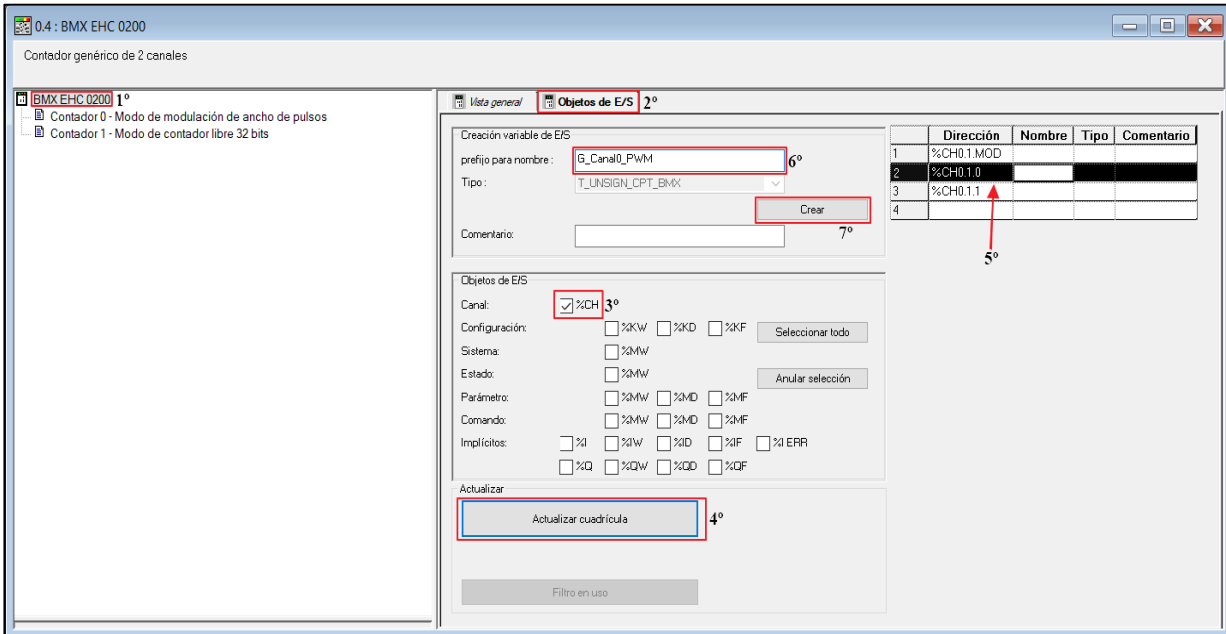 0.4 : BMX EHC 0200
Contador genérico de 2 canales
BMX EHC 0200 1º
Contador 0 - Modo de modulación de ancho de pulsos
Contador 1 - Modo de contador libre 32 bits
Vista general Objetos de E/S 2º
Creación variable de E/S
prefijo para nombre : G_Canal0_PWM 6º
Tipo : T_UNSIGN_CPT_BMX
Crear
7º
Comentario:
Objetos de E/S
Canal: %CH 3º
Configuración: %KW %KD %KF Seleccionar todo
Sistema: %MW
Estado: %MW Anular selección
Parámetro: %MW %MD %MF
Comando: %MW %MD %MF
Implícitos: %I %IW %ID %IF %I ERR
%Q %QW %QD %QF
Actualizar
Actualizar cuadrícula 4º
Filtro en uso
Dirección Nombre Tipo Comentario
1 %CH0.1.MOD
2 %CH0.1.0
3 %CH0.1.1
4
5º